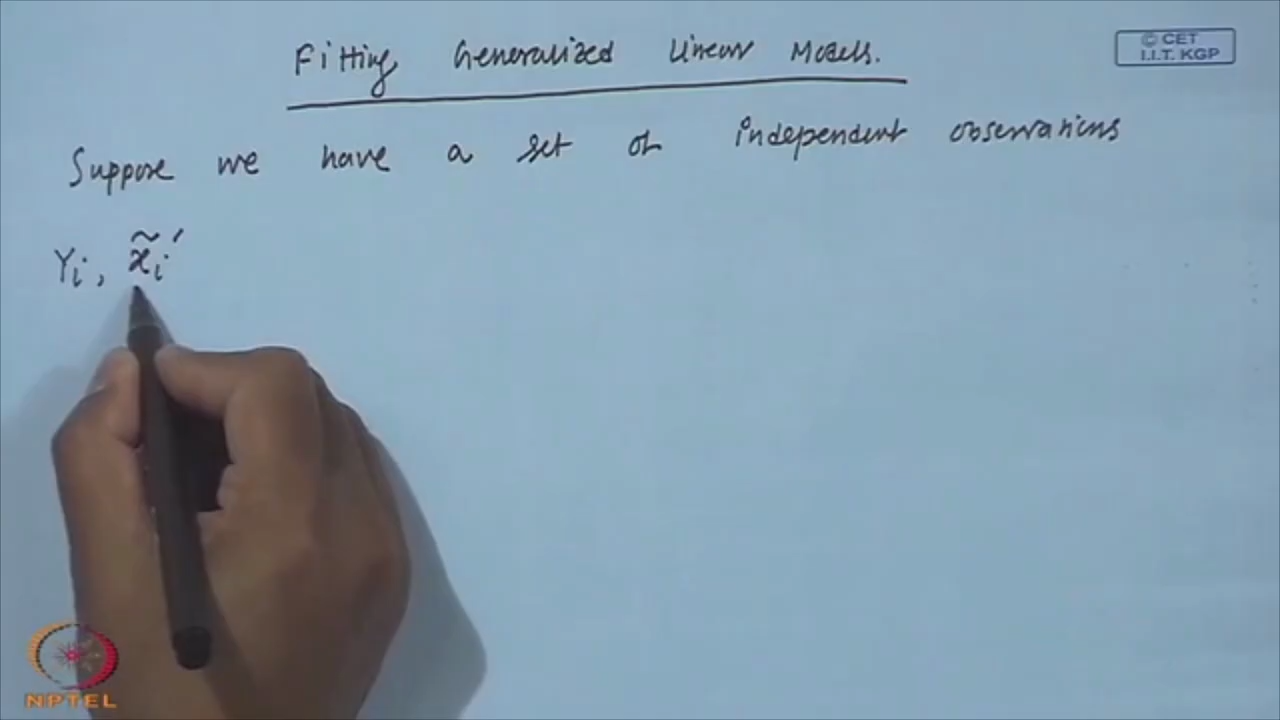 Fitting Generalized Linear Models.
© CET
I.I.T. KGP
Suppose we have a set of independent observations
Yi, x̃i′
NPTEL